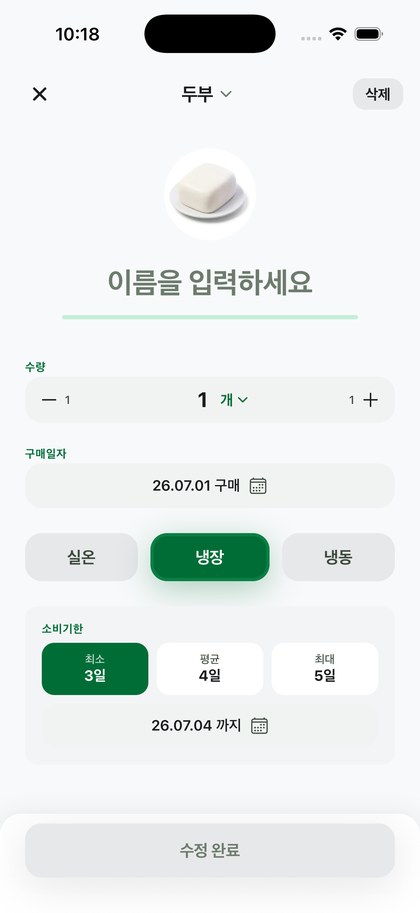 10:18
두부
삭제
이름을 입력하세요
수량
1 1 개 1
구매일자
26.07.01 구매
실온 냉장 냉동
소비기한
최소 평균 최대
3일 4일 5일
26.07.04 까지
수정 완료